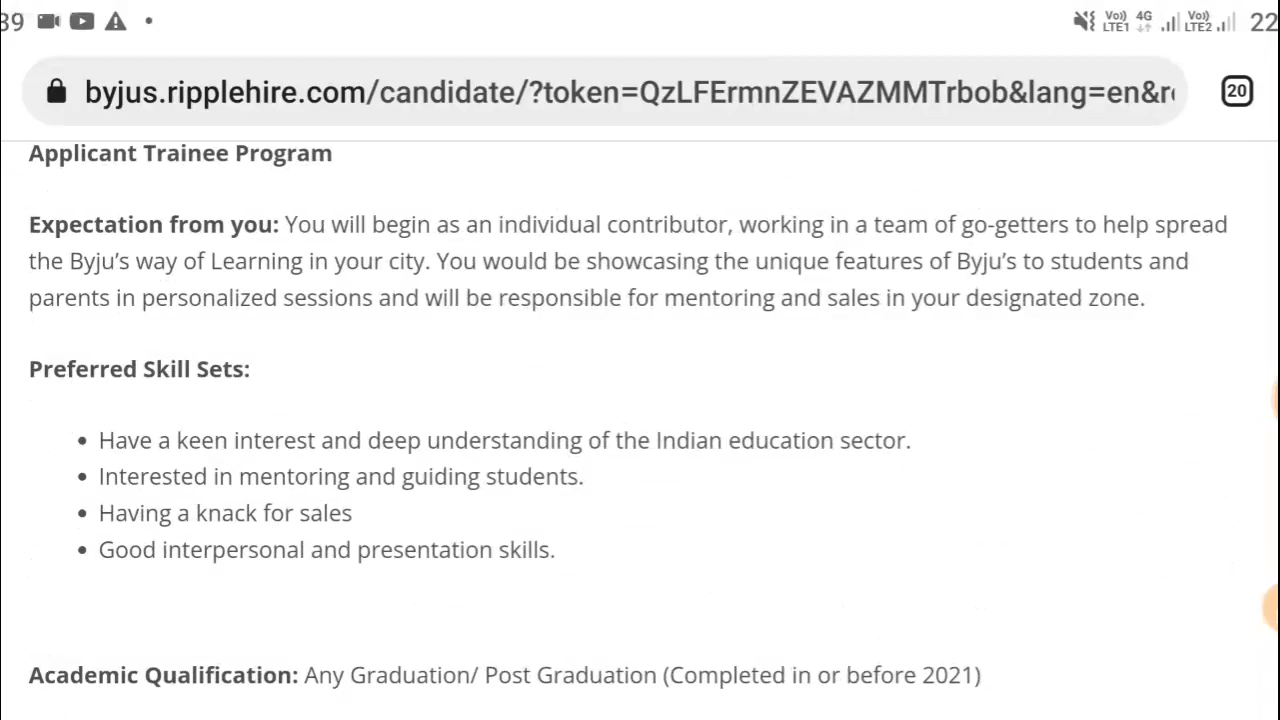 39
Vo)) 4G Vo)) 22
LTE1 LTE2
byjus.ripplehire.com/candidate/?token=QzLFErmnZEVAZMMTrbob&lang=en&r
20
Applicant Trainee Program
Expectation from you: You will begin as an individual contributor, working in a team of go-getters to help spread
the Byju’s way of Learning in your city. You would be showcasing the unique features of Byju’s to students and
parents in personalized sessions and will be responsible for mentoring and sales in your designated zone.
Preferred Skill Sets:
• Have a keen interest and deep understanding of the Indian education sector.
• Interested in mentoring and guiding students.
• Having a knack for sales
• Good interpersonal and presentation skills.
Academic Qualification: Any Graduation/ Post Graduation (Completed in or before 2021)